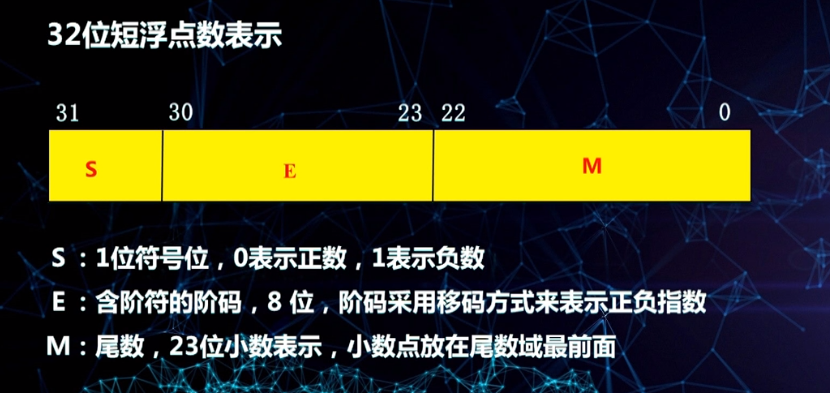 32位短浮点数表示
31 30 23 22 0
S E M
S ：1位符号位，0表示正数，1表示负数
E ：含阶符的阶码，8 位，阶码采用移码方式来表示正负指数
M：尾数，23位小数表示，小数点放在尾数域最前面